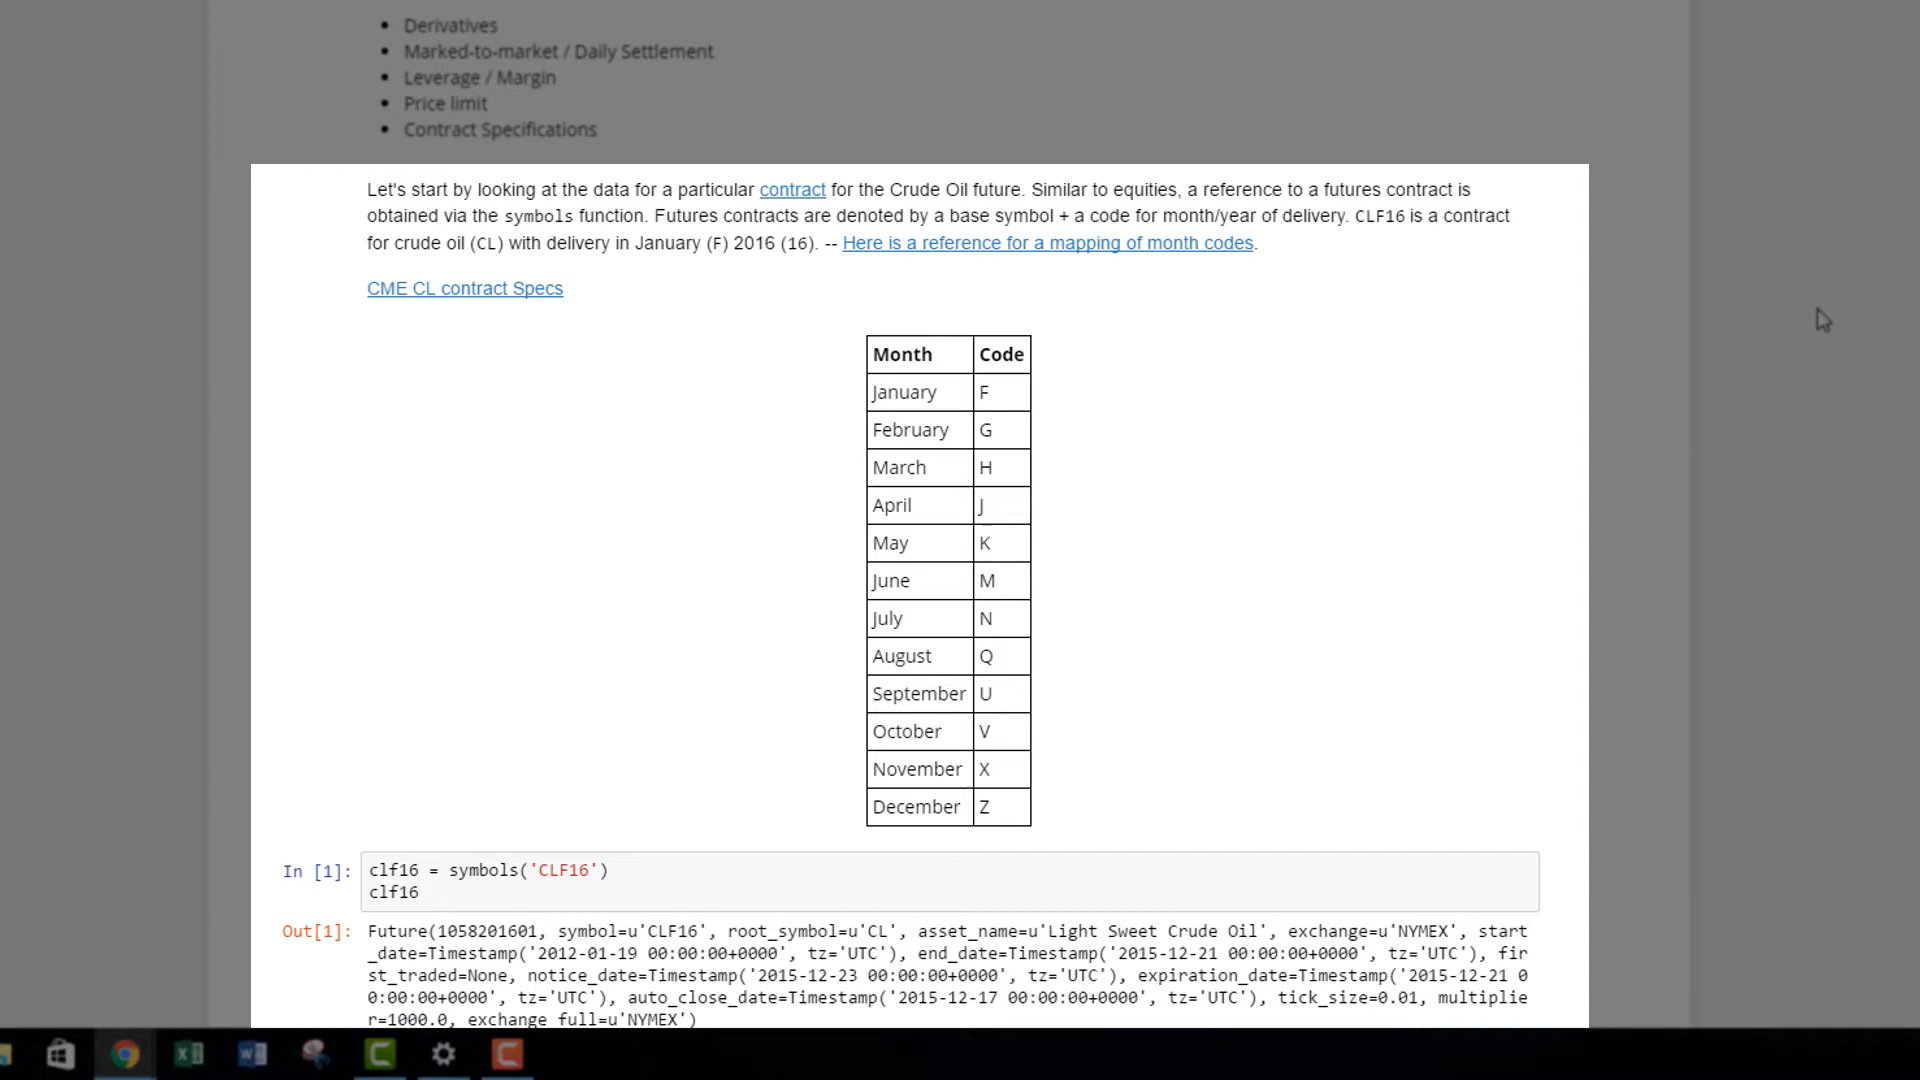 Derivatives
Marked-to-market / Daily Settlement
Leverage / Margin
Price limit
Contract Specifications
Let's start by looking at the data for a particular contract for the Crude Oil future. Similar to equities, a reference to a futures contract is
obtained via the symbols function. Futures contracts are denoted by a base symbol + a code for month/year of delivery. CLF16 is a contract
for crude oil (CL) with delivery in January (F) 2016 (16). -- Here is a reference for a mapping of month codes.
CME CL contract Specs
Month Code
January F
February G
March H
April J
May K
June M
July N
August Q
September U
October V
November X
December Z
In [1]: clf16 = symbols('CLF16')
clf16
Out[1]: Future(1058201601, symbol=u'CLF16', root_symbol=u'CL', asset_name=u'Light Sweet Crude Oil', exchange=u'NYMEX', start
_date=Timestamp('2012-01-19 00:00:00+0000', tz='UTC'), end_date=Timestamp('2015-12-21 00:00:00+0000', tz='UTC'), fir
st_traded=None, notice_date=Timestamp('2015-12-23 00:00:00+0000', tz='UTC'), expiration_date=Timestamp('2015-12-21 0
0:00:00+0000', tz='UTC'), auto_close_date=Timestamp('2015-12-17 00:00:00+0000', tz='UTC'), tick_size=0.01, multiplie
r=1000.0, exchange_full=u'NYMEX')